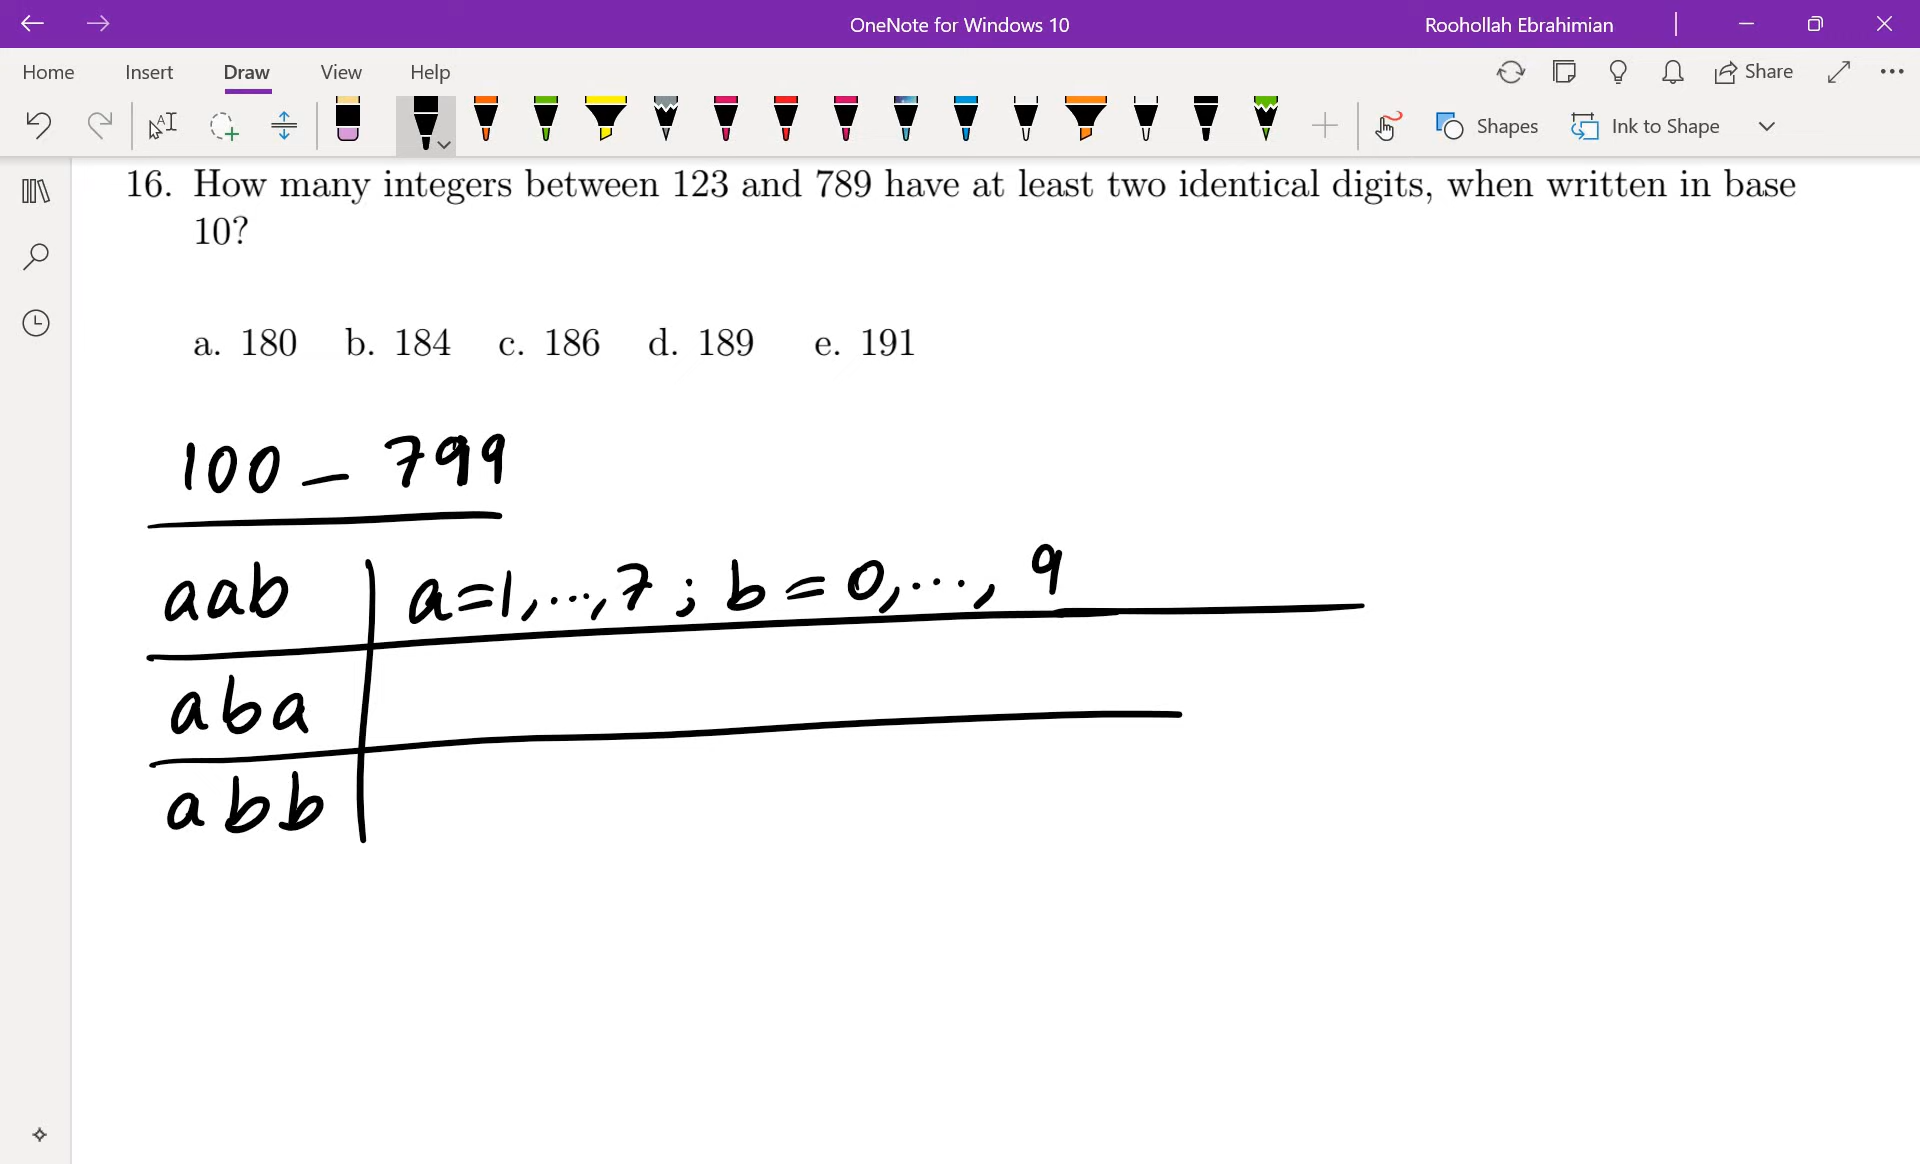 OneNote for Windows 10
Roohollah Ebrahimian
Home Insert Draw View Help
Share
Shapes Ink to Shape
16. How many integers between 123 and 789 have at least two identical digits, when written in base
10?
a. 180 b. 184 c. 186 d. 189 e. 191
100 – 799
aab a=1,...,7 ; b = 0,..., 9
aba
abb